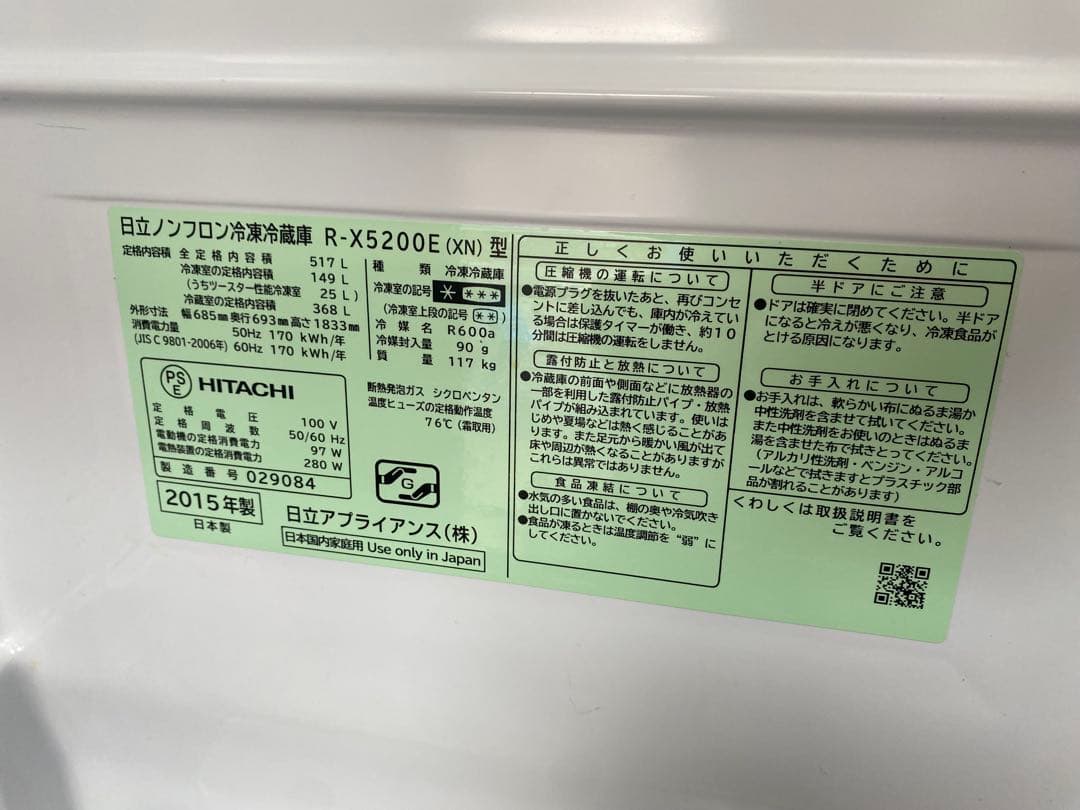 日立ノンフロン冷凍冷蔵庫 R-X5200E (XN) 型
定格内容積 全定格内容積 517 L
冷凍室の定格内容積 149 L
(うちツースター性能冷凍室 25 L)
冷蔵室の定格内容積 368 L
外形寸法 幅685㎜奥行693㎜高さ1833㎜
消費電力量 50Hz 170 kWh/年
(JIS C 9801-2006年) 60Hz 170 kWh/年
種類 冷凍冷蔵庫
冷凍室の記号 * ***
(冷凍室上段の記号 **)
冷媒名 R600a
冷媒封入量 90 g
質量 117 kg
PSE HITACHI
定格電圧 100 V
定格周波数 50/60 Hz
電動機の定格消費電力 97 W
電熱装置の定格消費電力 280 W
製造番号 029084
2015年製
日本製
断熱発泡ガス シクロペンタン
温度ヒューズの定格動作温度
76℃(霜取用)
G
日立アプライアンス(株)
日本国内家庭用 Use only in Japan
正しくお使いいただくために
圧縮機の運転について
●電源プラグを抜いたあと、再びコンセ
ントに差し込んでも、庫内が冷えてい
る場合は保護タイマーが働き、約10
分間は圧縮機の運転をしません。
露付防止と放熱について
●冷蔵庫の前面や側面などに放熱器の
一部を利用した露付防止パイプ・放熱
パイプが組み込まれています。使いは
じめや夏場などは熱く感じることがあ
ります。また足元から暖かい風が出て
床や周辺が熱くなることがありますが
これらは異常ではありません。
食品凍結について
●水気の多い食品は、棚の奥や冷気吹き
出し口に置かないでください。
●食品が凍るときは温度調節を“弱”に
してください。
半ドアにご注意
●ドアは確実に閉めてください。半ドア
になると冷えが悪くなり、冷凍食品が
とける原因になります。
お手入れについて
●お手入れは、軟らかい布にぬるま湯か
中性洗剤を含ませて拭いてください。
また中性洗剤をお使いのときはぬるま
湯を含ませた布で拭きとってください。
(アルカリ性洗剤・ベンジン・アルコ
ールなどで拭きますとプラスチック部
品が割れることがあります)
くわしくは取扱説明書を
ご覧ください。